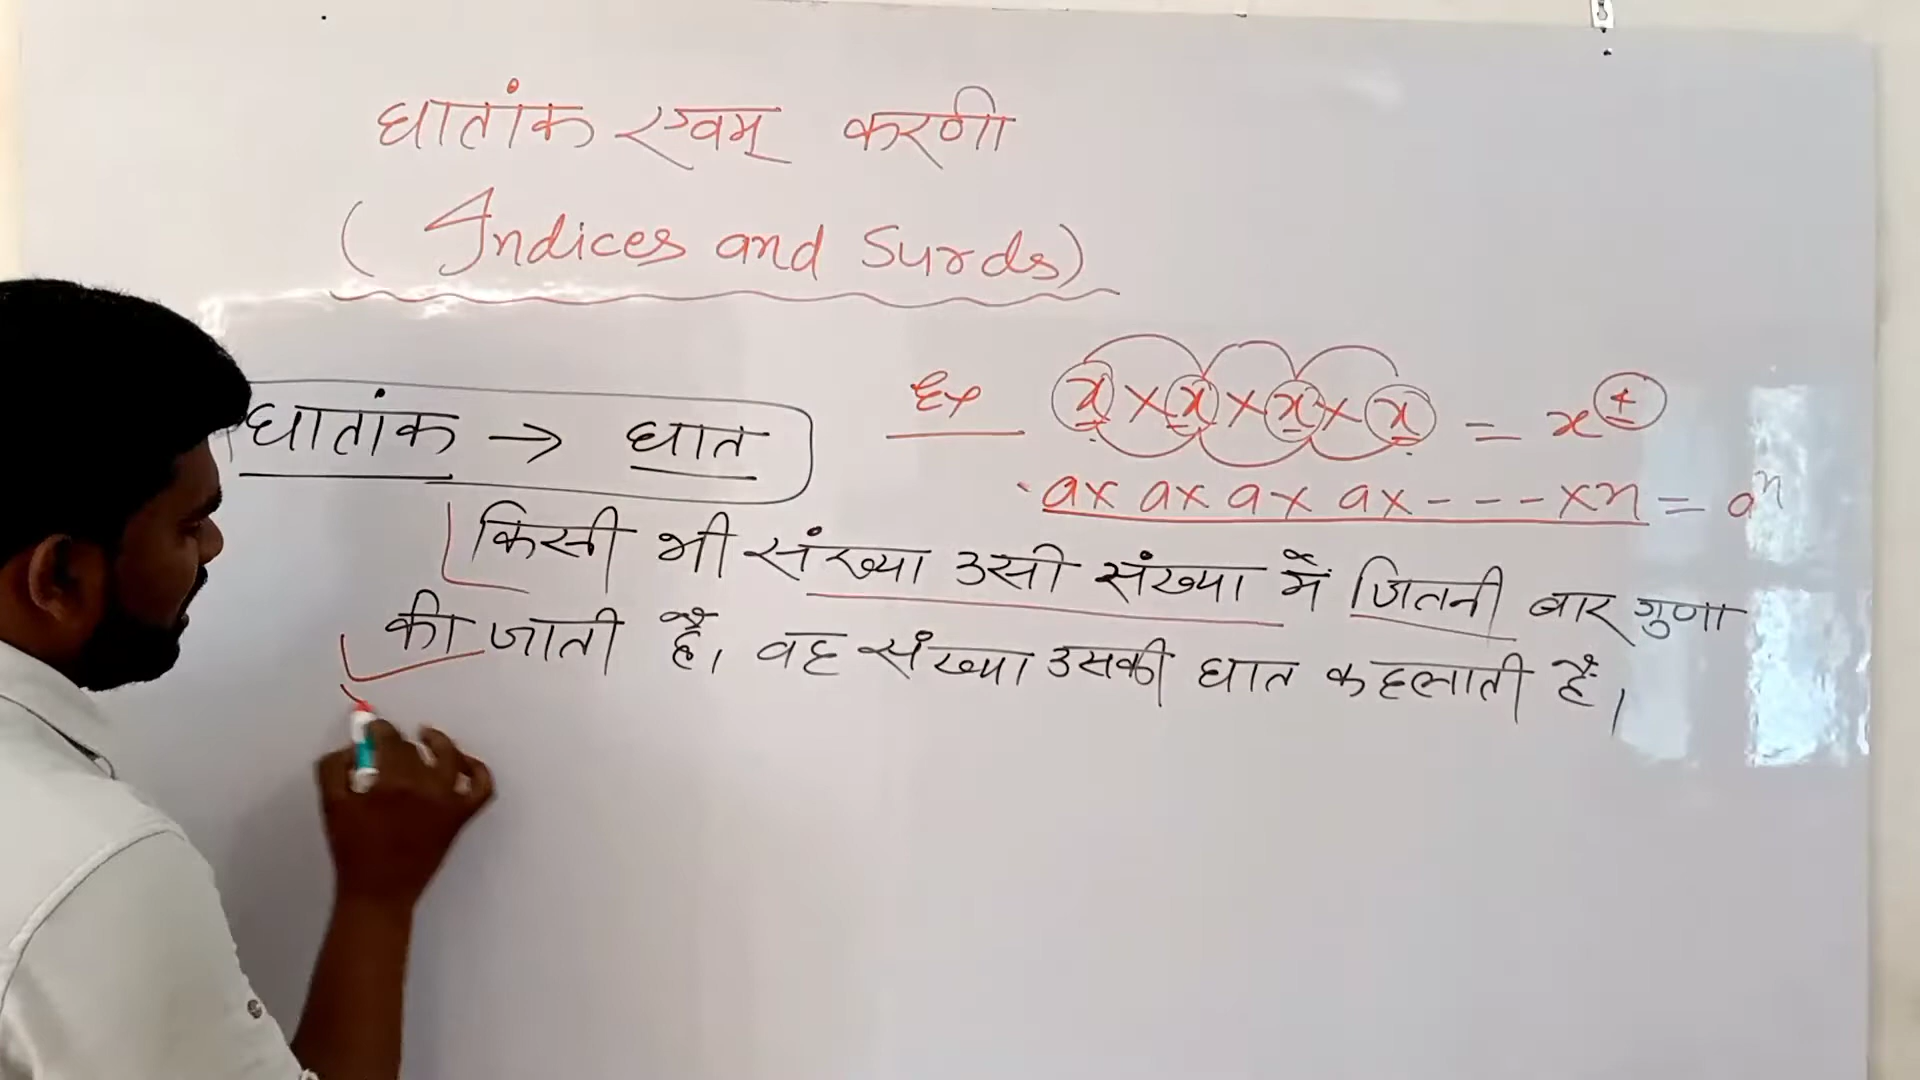 घातांक एवम् करणी
(Indices and Surds)
घातांक → घात
Ex x × x × x × x = x⁴
a× a× a× a× - - - ×n = aⁿ
किसी भी संख्या उसी संख्या में जितनी बार गुणा
की जाती है, वह संख्या उसकी घात कहलाती हैं।